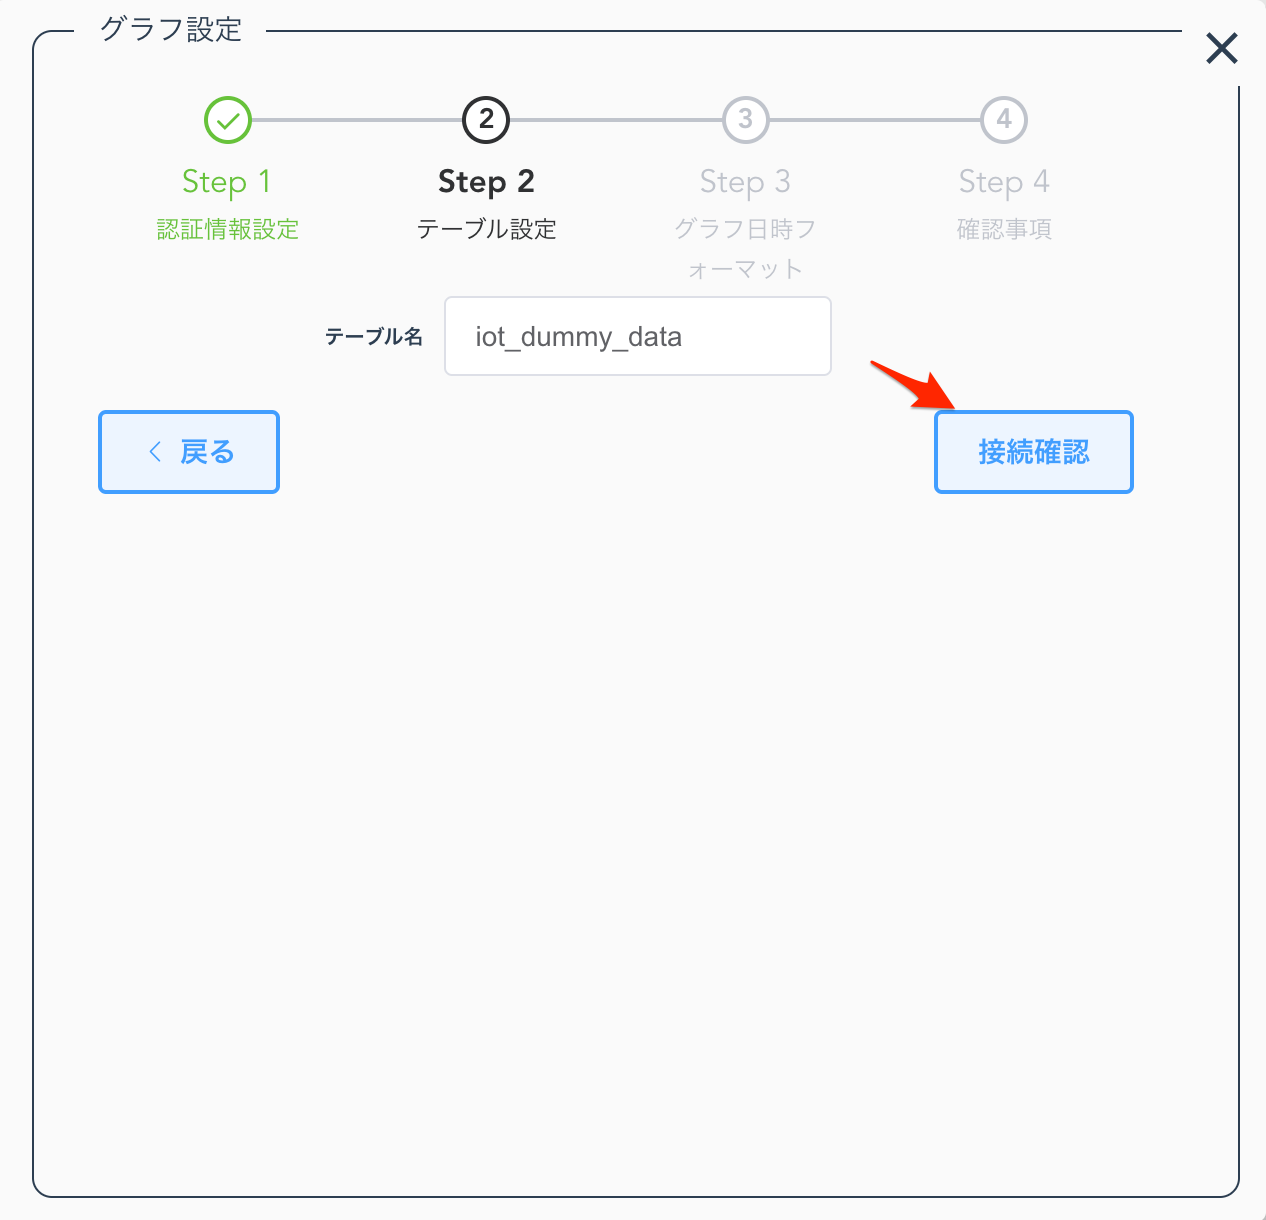 グラフ設定
2
3
4
Step 1
Step 2
Step 3
Step 4
認証情報設定
テーブル設定
グラフ日時フ
ォーマット
確認事項
テーブル名
iot_dummy_data
戻る
接続確認